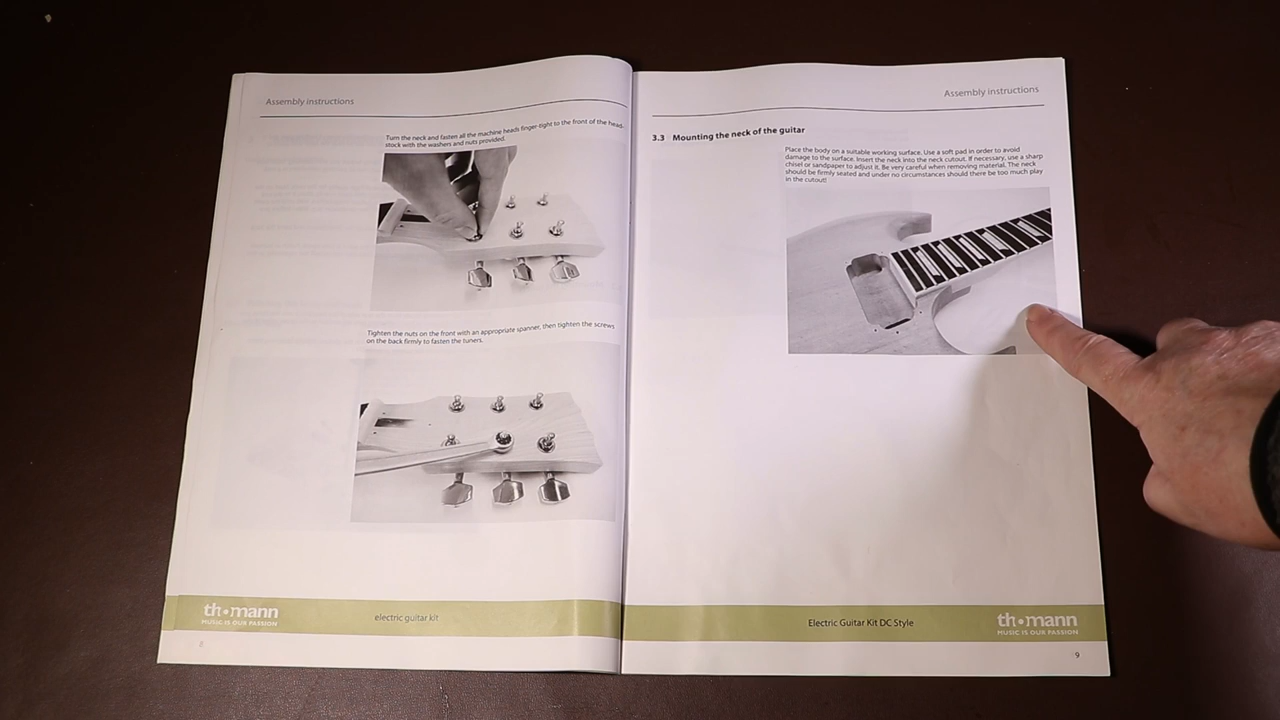 Assembly instructions
Turn the neck and fasten all the machine heads finger-tight to the front of the head-
stock with the washers and nuts provided.
Tighten the nuts on the front with an appropriate spanner, then tighten the screws
on the back firmly to fasten the tuners.
th•mann
MUSIC IS OUR PASSION
electric guitar kit
8
Assembly instructions
3.3 Mounting the neck of the guitar
Place the body on a suitable working surface. Use a soft pad in order to avoid
damage to the surface. Insert the neck into the neck cutout. If necessary, use a sharp
chisel or sandpaper to adjust it. Be very careful when removing material. The neck
should be firmly seated and under no circumstances should there be too much play
in the cutout!
Electric Guitar Kit DC Style
th•mann
MUSIC IS OUR PASSION
9